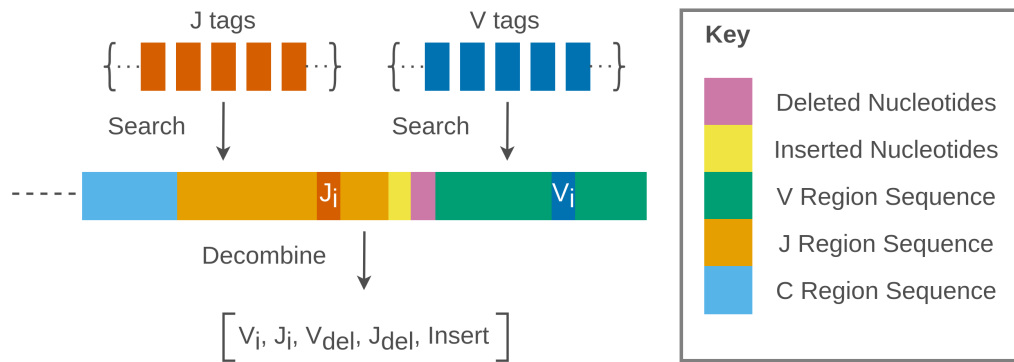 J tags
V tags
{ ··· ··· }
{ ··· ··· }
Search
Search
Ji
Vi
Decombine
[Vi, Ji, Vdel, Jdel, Insert]
Key
Deleted Nucleotides
Inserted Nucleotides
V Region Sequence
J Region Sequence
C Region Sequence